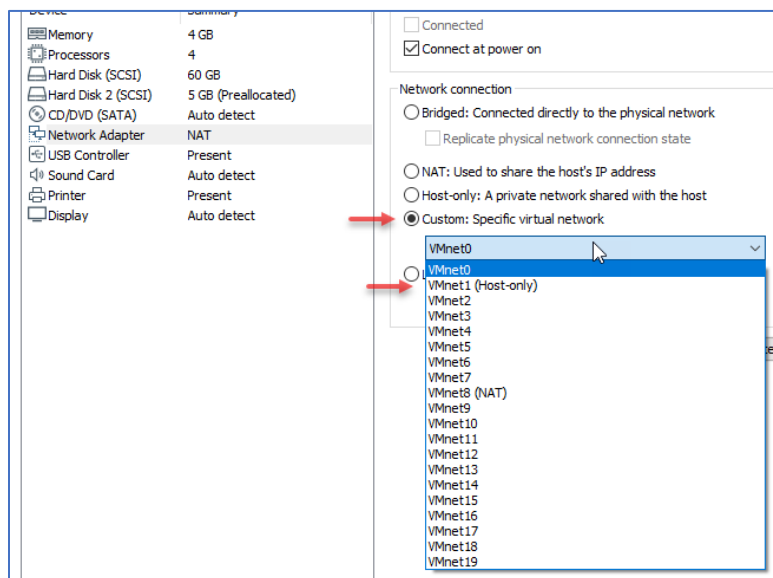 Device Summary
Memory 4 GB
Processors 4
Hard Disk (SCSI) 60 GB
Hard Disk 2 (SCSI) 5 GB (Preallocated)
CD/DVD (SATA) Auto detect
Network Adapter NAT
USB Controller Present
Sound Card Auto detect
Printer Present
Display Auto detect
Connected
Connect at power on
Network connection
Bridged: Connected directly to the physical network
Replicate physical network connection state
NAT: Used to share the host's IP address
Host-only: A private network shared with the host
Custom: Specific virtual network
VMnet0
VMnet0
VMnet1 (Host-only)
VMnet2
VMnet3
VMnet4
VMnet5
VMnet6
VMnet7
VMnet8 (NAT)
VMnet9
VMnet10
VMnet11
VMnet12
VMnet13
VMnet14
VMnet15
VMnet16
VMnet17
VMnet18
VMnet19